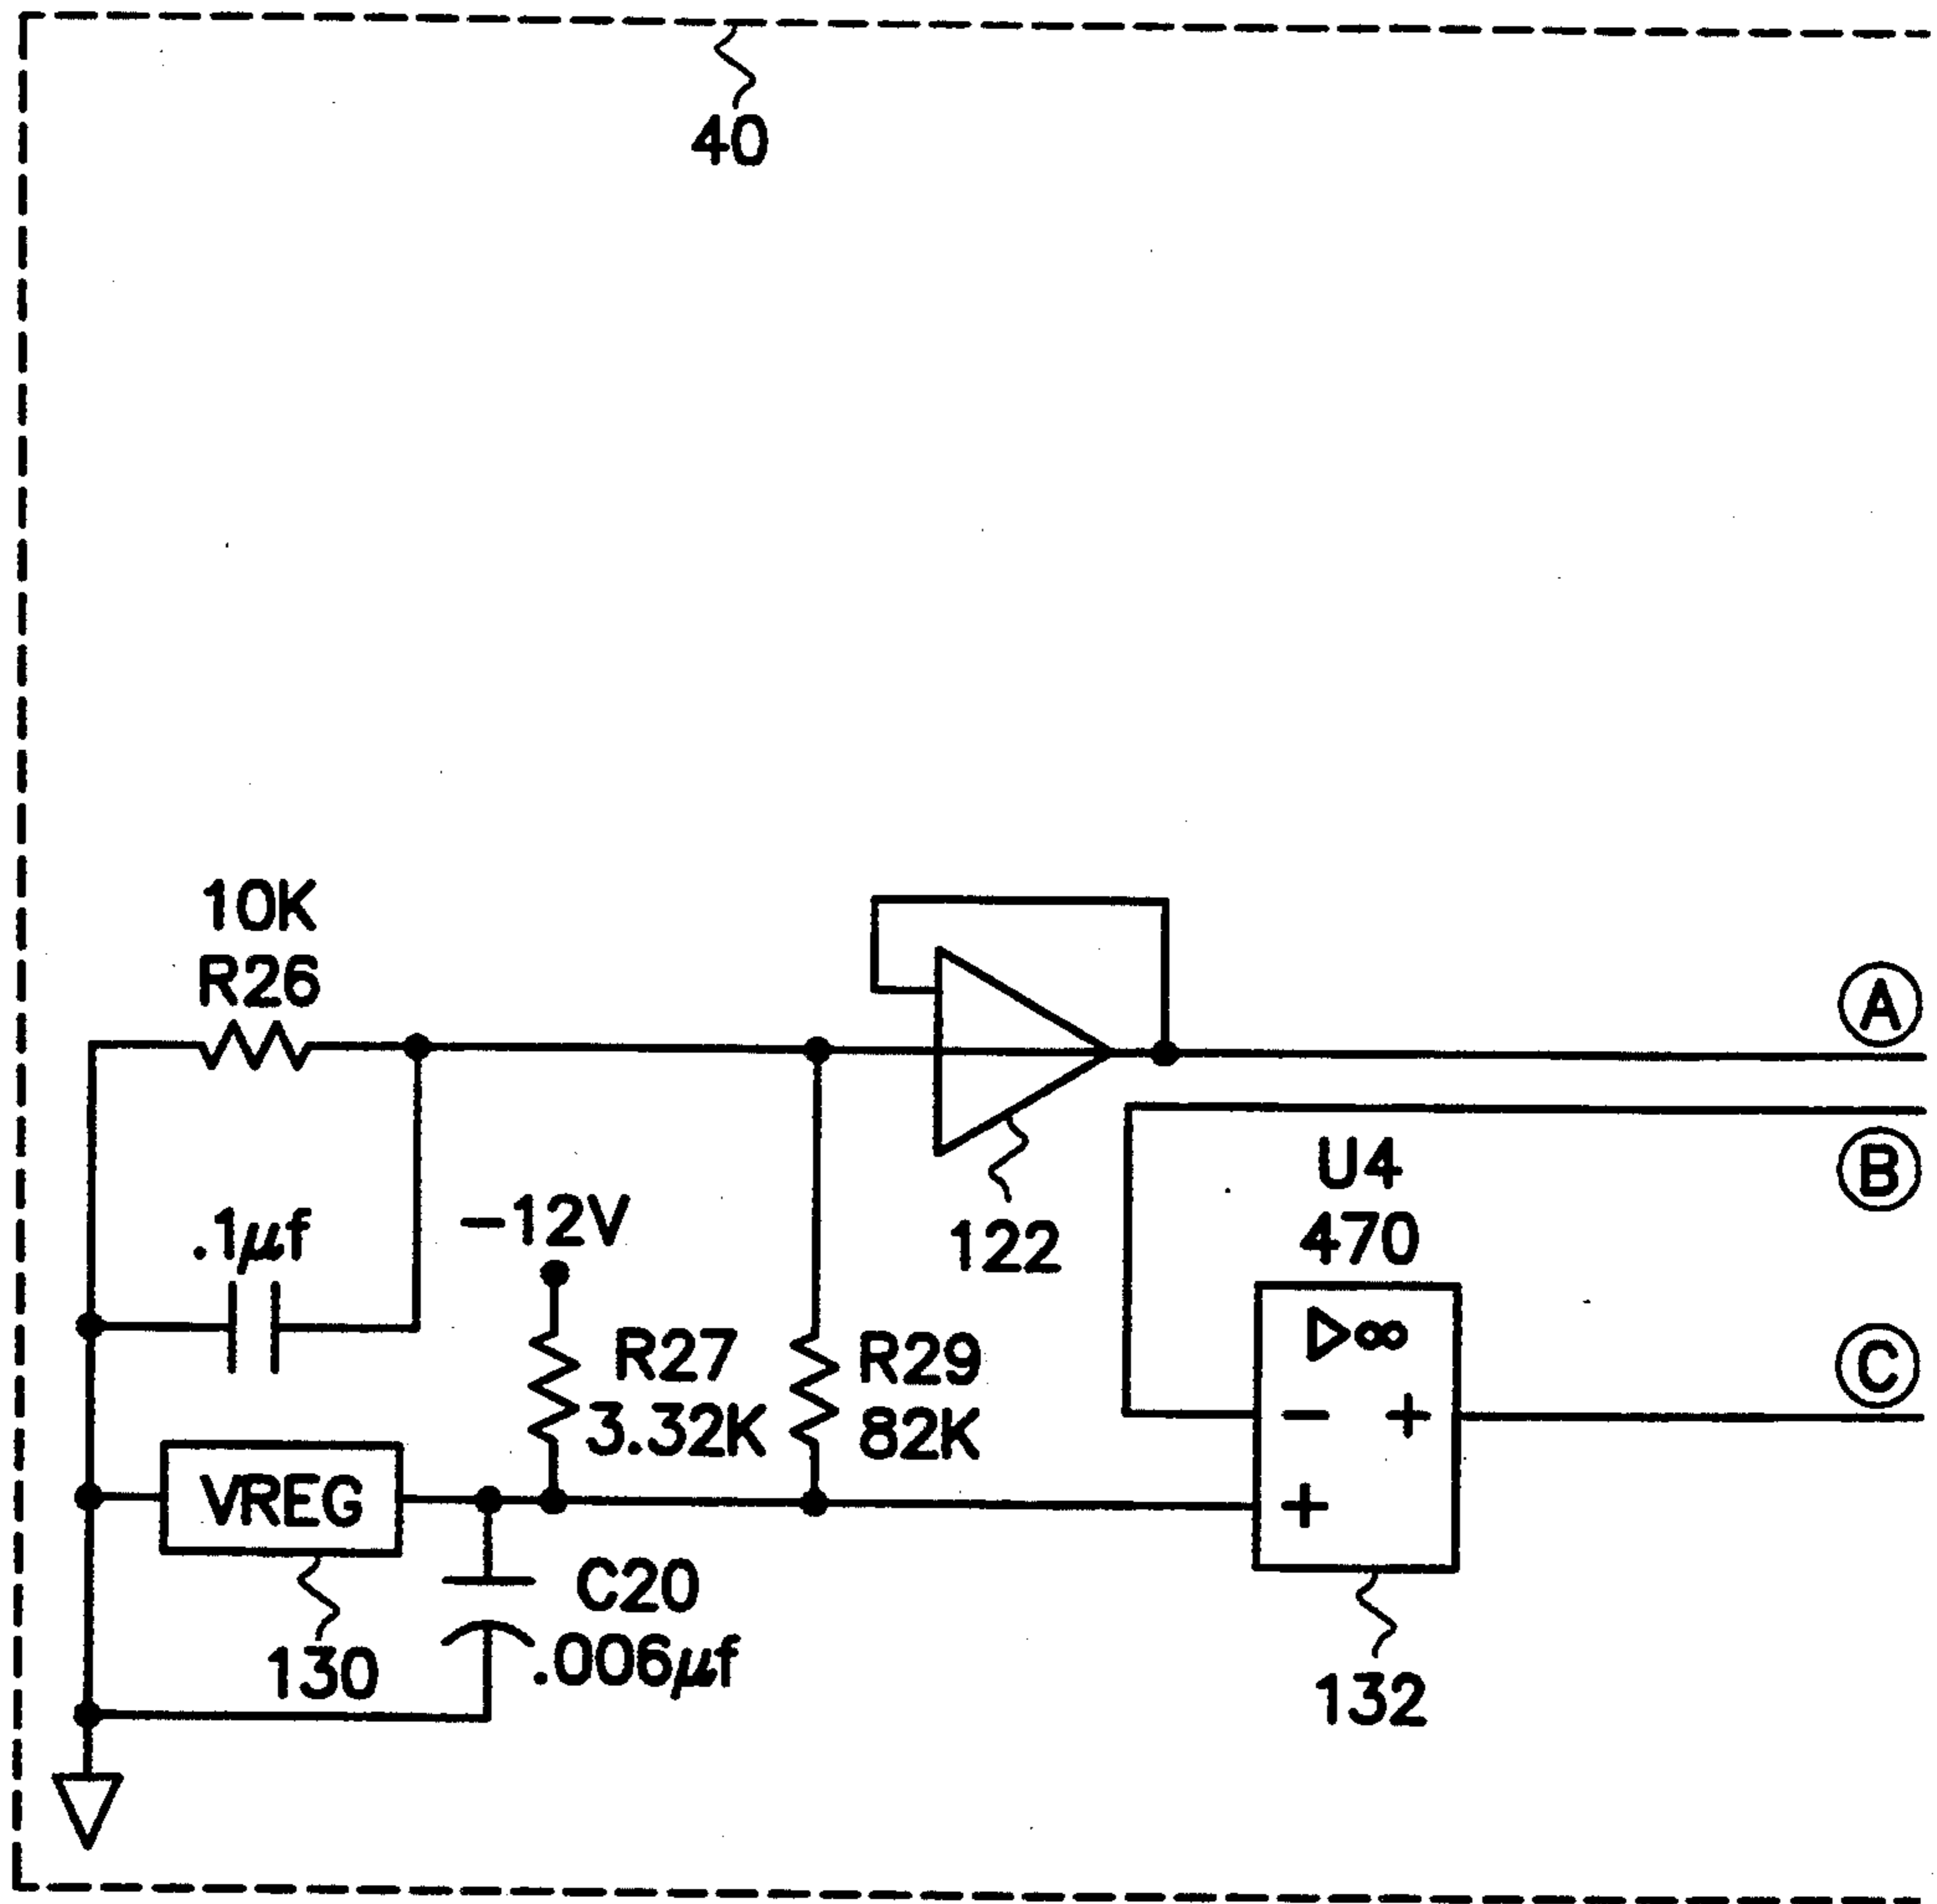 40
10K
R26
A
B
U4
470
122
.1µf
-12V
R27
3.32K
R29
82K
▷∞
- +
+
C
VREG
C20
.006µf
130
132